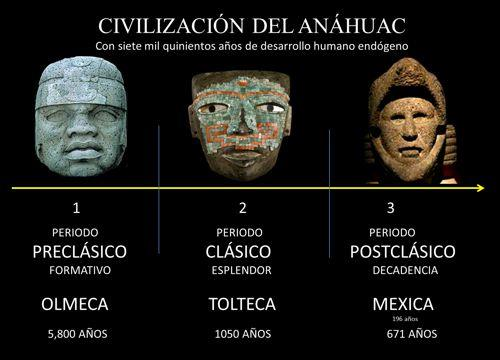 CIVILIZACIÓN DEL ANÁHUAC
Con siete mil quinientos años de desarrollo humano endógeno
1
PERIODO
PRECLÁSICO
FORMATIVO
OLMECA
5,800 AÑOS
2
PERIODO
CLÁSICO
ESPLENDOR
TOLTECA
1050 AÑOS
3
PERIODO
POSTCLÁSICO
DECADENCIA
MEXICA
196 años
671 AÑOS